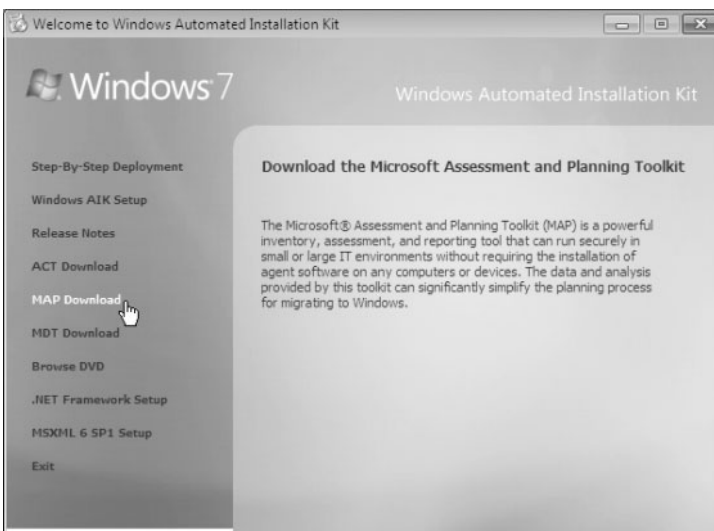 Welcome to Windows Automated Installation Kit
Windows 7
Windows Automated Installation Kit
Step-By-Step Deployment
Windows AIK Setup
Release Notes
ACT Download
MAP Download
MDT Download
Browse DVD
.NET Framework Setup
MSXML 6 SP1 Setup
Exit
Download the Microsoft Assessment and Planning Toolkit
The Microsoft® Assessment and Planning Toolkit (MAP) is a powerful
inventory, assessment, and reporting tool that can run securely in
small or large IT environments without requiring the installation of
agent software on any computers or devices. The data and analysis
provided by this toolkit can significantly simplify the planning process
for migrating to Windows.